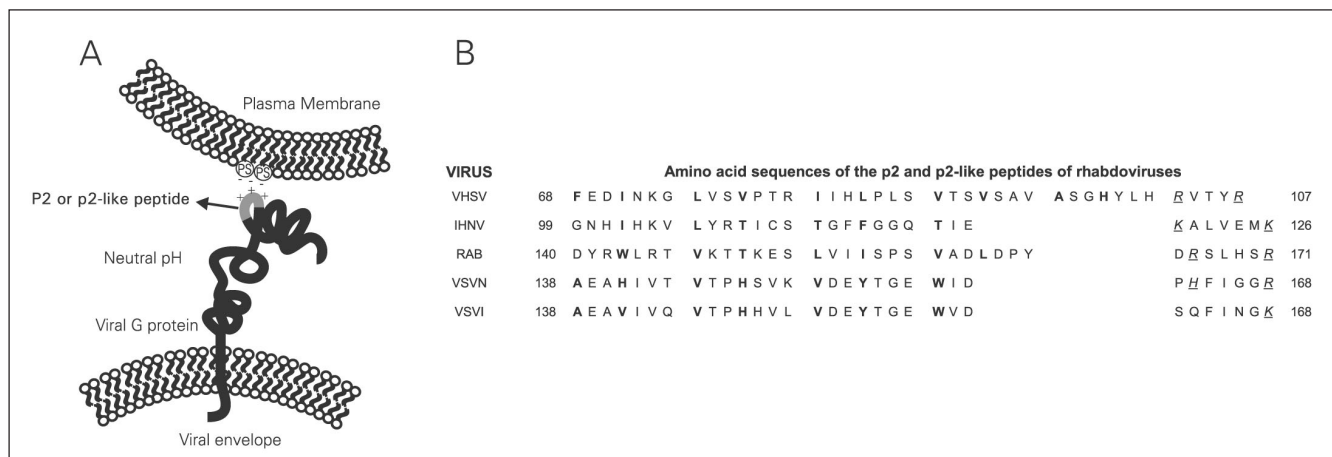 A
Plasma Membrane
PS PS
- - -
+ + + +
P2 or p2-like peptide
Neutral pH
Viral G protein
Viral envelope
B
VIRUS Amino acid sequences of the p2 and p2-like peptides of rhabdoviruses
VHSV 68 F E D I N K G L V S V P T R I I H L P L S V T S V S A V A S G H Y L H R V T Y R 107
IHNV 99 G N H I H K V L Y R T I C S T G F F G G Q T I E K A L V E M K 126
RAB 140 D Y R W L R T V K T T K E S L V I I S P S V A D L D P Y D R S L H S R 171
VSVN 138 A E A H I V T V T P H S V K V D E Y T G E W I D P H F I G G R 168
VSVI 138 A E A V I V Q V T P H H V L V D E Y T G E W V D S Q F I N G K 168